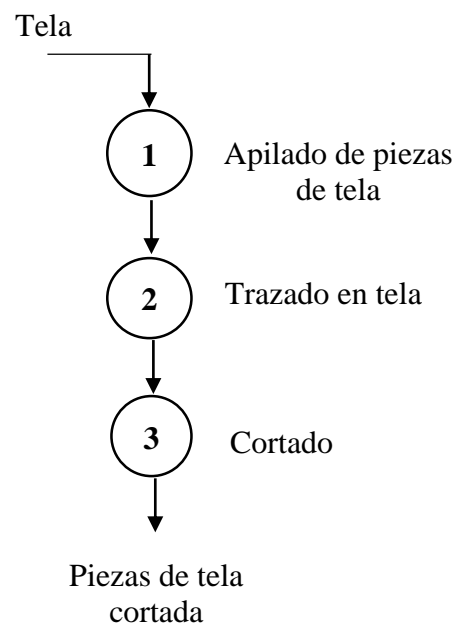 Tela
1
Apilado de piezas
de tela
2
Trazado en tela
3
Cortado
Piezas de tela
cortada